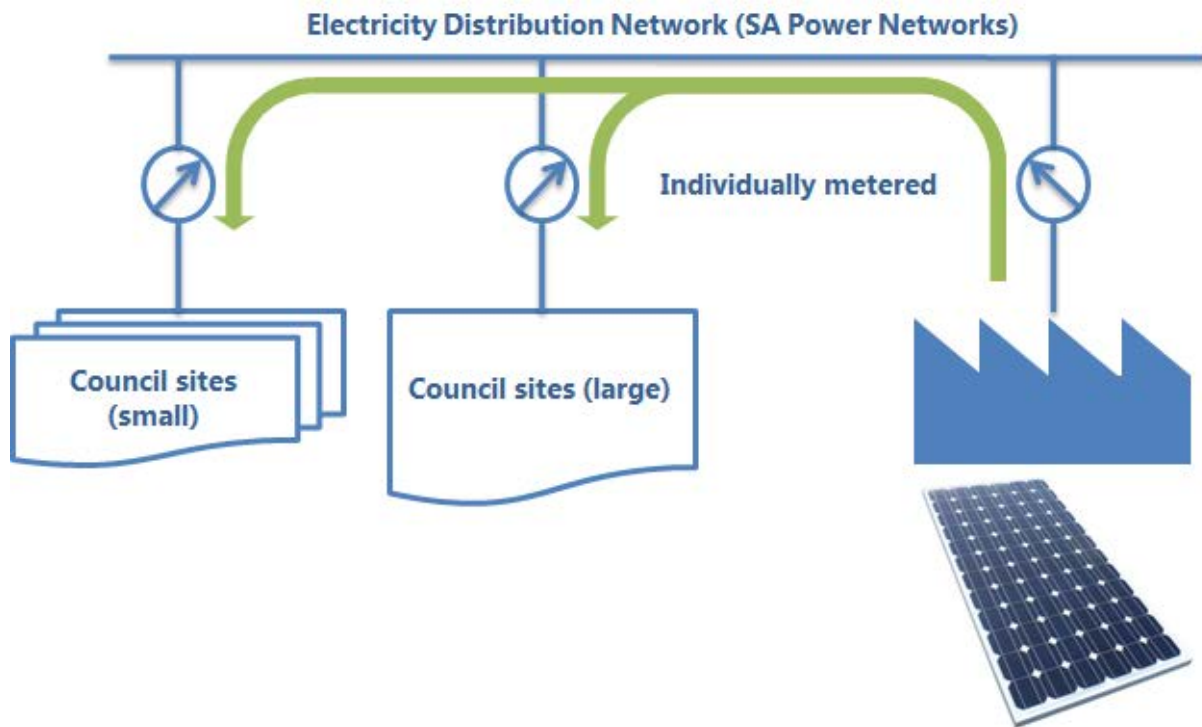 Electricity Distribution Network (SA Power Networks)
Individually metered
Council sites
(small)
Council sites (large)